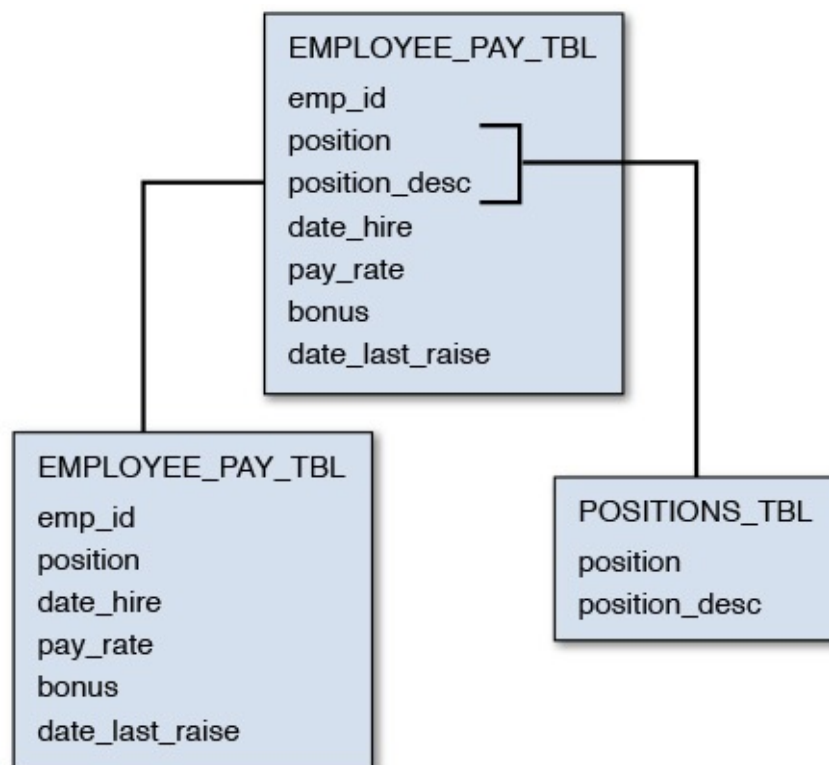 EMPLOYEE_PAY_TBL
emp_id
position
position_desc
date_hire
pay_rate
bonus
date_last_raise
EMPLOYEE_PAY_TBL
emp_id
position
date_hire
pay_rate
bonus
date_last_raise
POSITIONS_TBL
position
position_desc